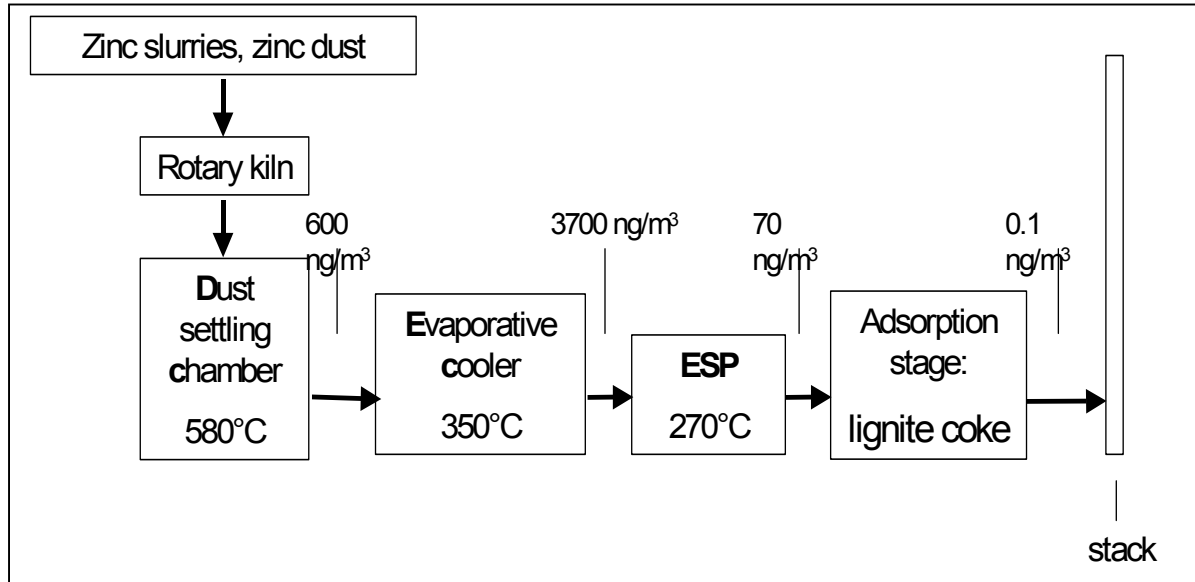 Zinc slurries, zinc dust
Rotary kiln
600
ng/m³
3700 ng/m³
70
ng/m³
0.1
ng/m³
Dust
settling
chamber
580°C
Evaporative
cooler
350°C
ESP
270°C
Adsorption
stage:
lignite coke
stack